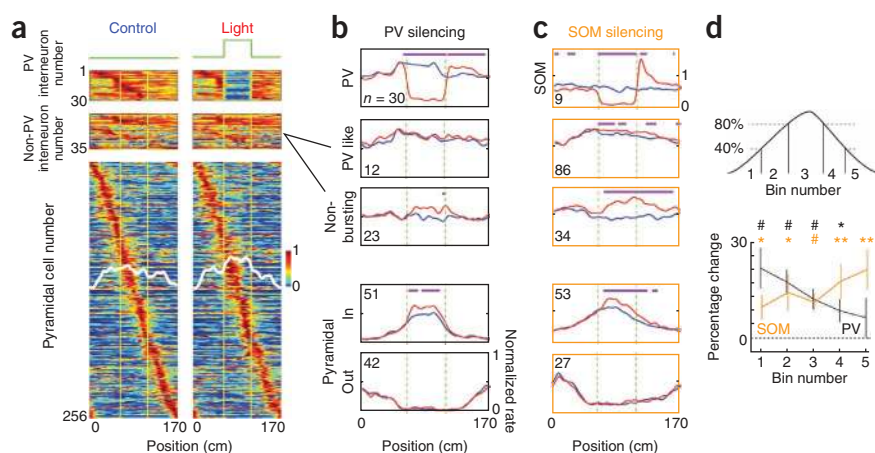 a
Control
Light
PV
interneuron
number
1
30
Non-PV
interneuron
number
35
Pyramidal cell number
256
1
0
0 170
0 170
Position (cm)
b
PV silencing
PV
n = 30
PV like
12
Non-
bursting
23
Pyramidal
In
51
Out
42
1
0
Normalized rate
0 170
Position (cm)
c
SOM silencing
SOM
9
1
0
86
34
53
27
0 170
Position (cm)
d
80%
40%
1 2 3 4 5
Bin number
# # # *
* * # ** **
Percentage change
30
0
SOM
PV
1 2 3 4 5
Bin number